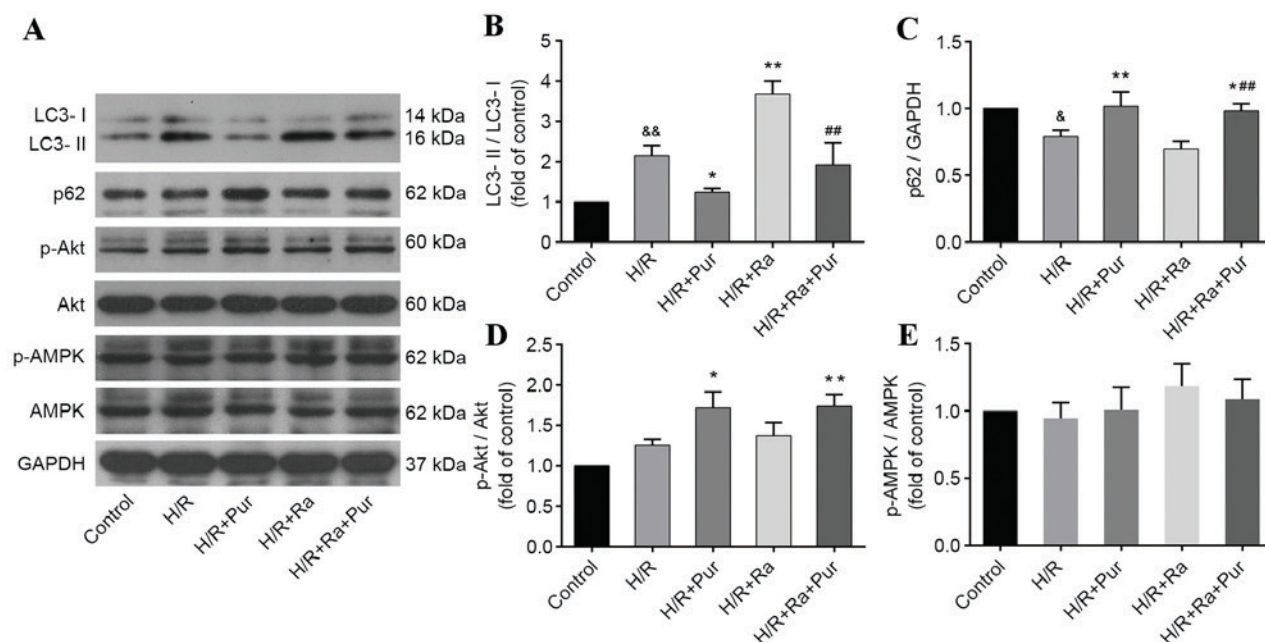 A
LC3- I
14 kDa
LC3- II
16 kDa
p62
62 kDa
p-Akt
60 kDa
Akt
60 kDa
p-AMPK
62 kDa
AMPK
62 kDa
GAPDH
37 kDa
Control
H/R
H/R+Pur
H/R+Ra
H/R+Ra+Pur
B
LC3- II / LC3- I
(fold of control)
5
4
3
2
1
0
&&
*
**
##
Control
H/R
H/R+Pur
H/R+Ra
H/R+Ra+Pur
C
p62 / GAPDH
1.5
1.0
0.5
0.0
&
**
*##
Control
H/R
H/R+Pur
H/R+Ra
H/R+Ra+Pur
D
p-Akt / Akt
(fold of control)
2.5
2.0
1.5
1.0
0.5
0.0
*
**
Control
H/R
H/R+Pur
H/R+Ra
H/R+Ra+Pur
E
p-AMPK / AMPK
(fold of control)
1.5
1.0
0.5
0.0
Control
H/R
H/R+Pur
H/R+Ra
H/R+Ra+Pur